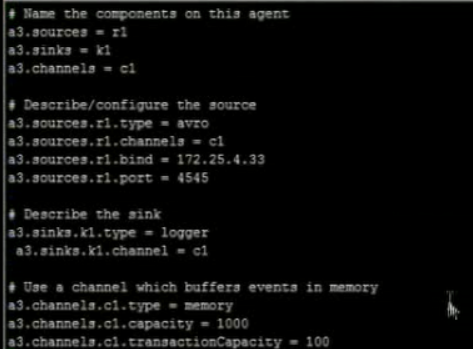 # Name the components on this agent
a3.sources = r1
a3.sinks = k1
a3.channels = c1
# Describe/configure the source
a3.sources.r1.type = avro
a3.sources.r1.channels = c1
a3.sources.r1.bind = 172.25.4.33
a3.sources.r1.port = 4545
# Describe the sink
a3.sinks.k1.type = logger
a3.sinks.k1.channel = c1
# Use a channel which buffers events in memory
a3.channels.c1.type = memory
a3.channels.c1.capacity = 1000
a3.channels.c1.transactionCapacity = 100